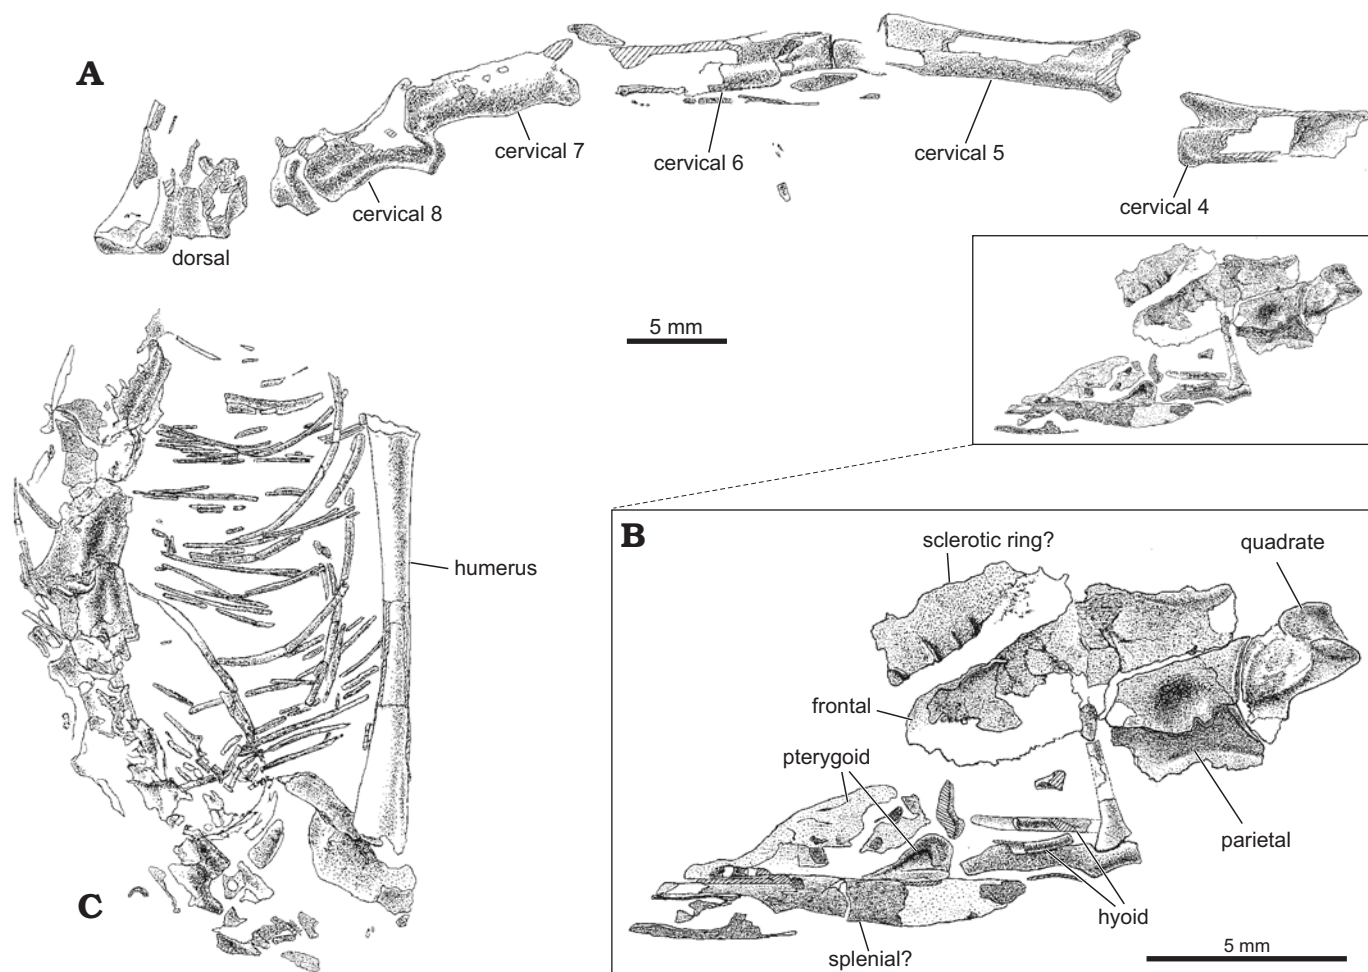 A
cervical 7
cervical 6
cervical 5
cervical 4
cervical 8
dorsal
5 mm
humerus
C
B
sclerotic ring?
quadrate
frontal
pterygoid
parietal
hyoid
splenial?
5 mm